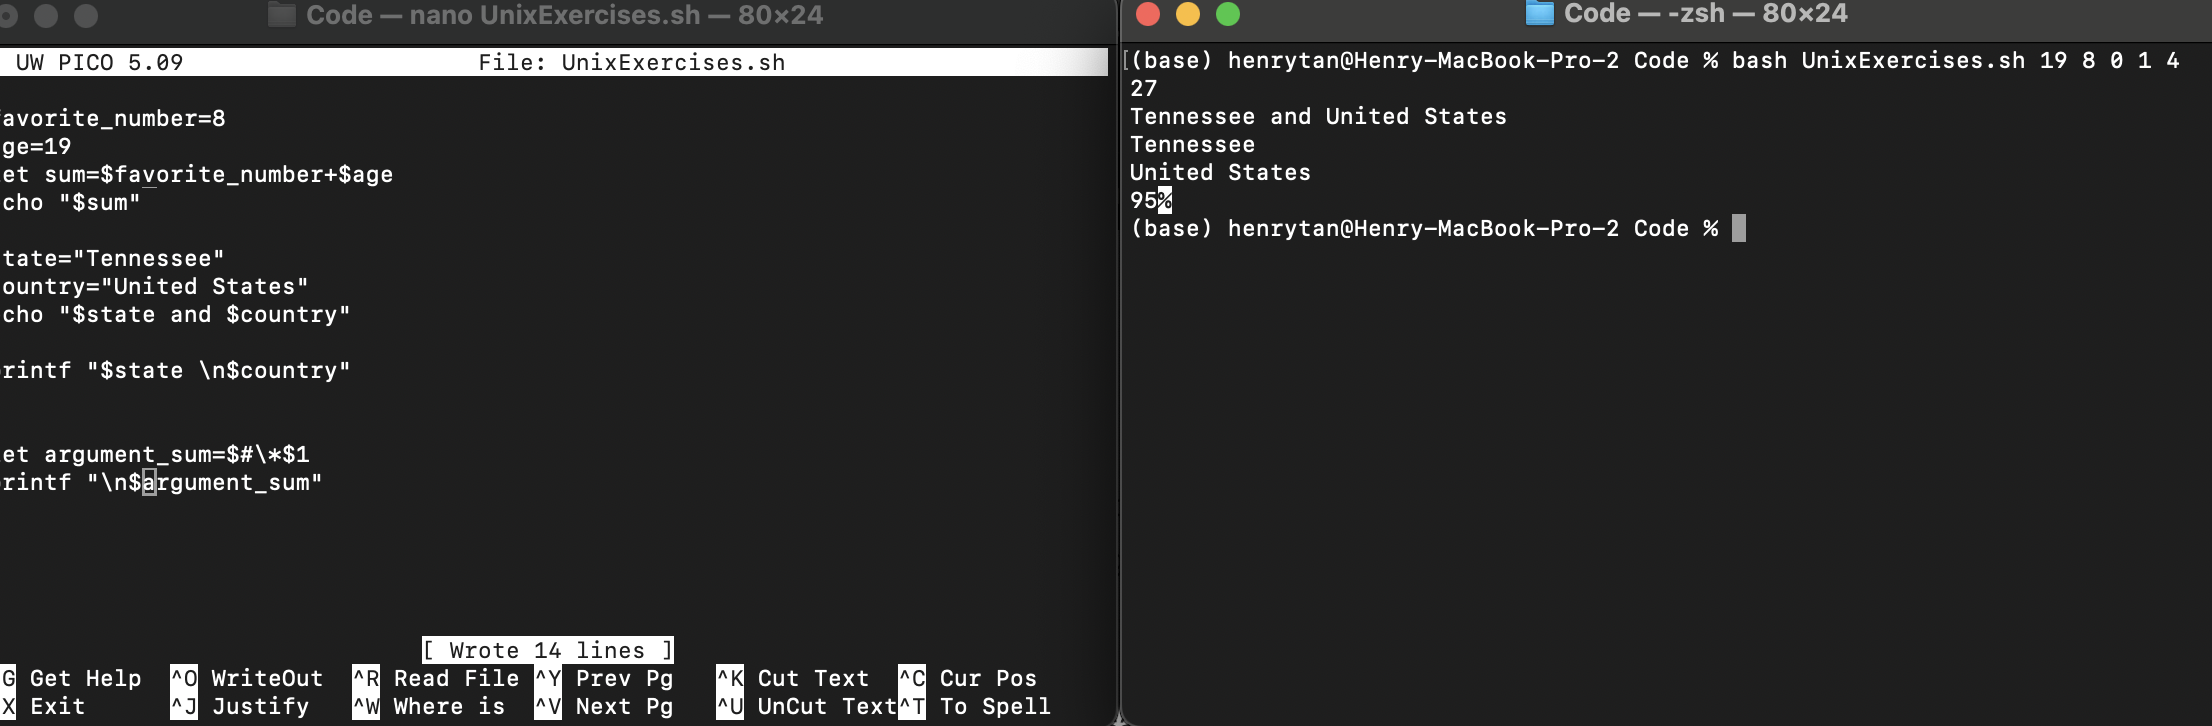 Code — nano UnixExercises.sh — 80×24
UW PICO 5.09 File: UnixExercises.sh
avorite_number=8
ge=19
et sum=$favorite_number+$age
cho "$sum"
tate="Tennessee"
ountry="United States"
cho "$state and $country"
rintf "$state \n$country"
et argument_sum=$#\*$1
rintf "\n$argument_sum"
[ Wrote 14 lines ]
G Get Help ^O WriteOut ^R Read File ^Y Prev Pg ^K Cut Text ^C Cur Pos
X Exit ^J Justify ^W Where is ^V Next Pg ^U UnCut Text^T To Spell
Code — -zsh — 80×24
[(base) henrytan@Henry-MacBook-Pro-2 Code % bash UnixExercises.sh 19 8 0 1 4
27
Tennessee and United States
Tennessee
United States
95%
(base) henrytan@Henry-MacBook-Pro-2 Code %